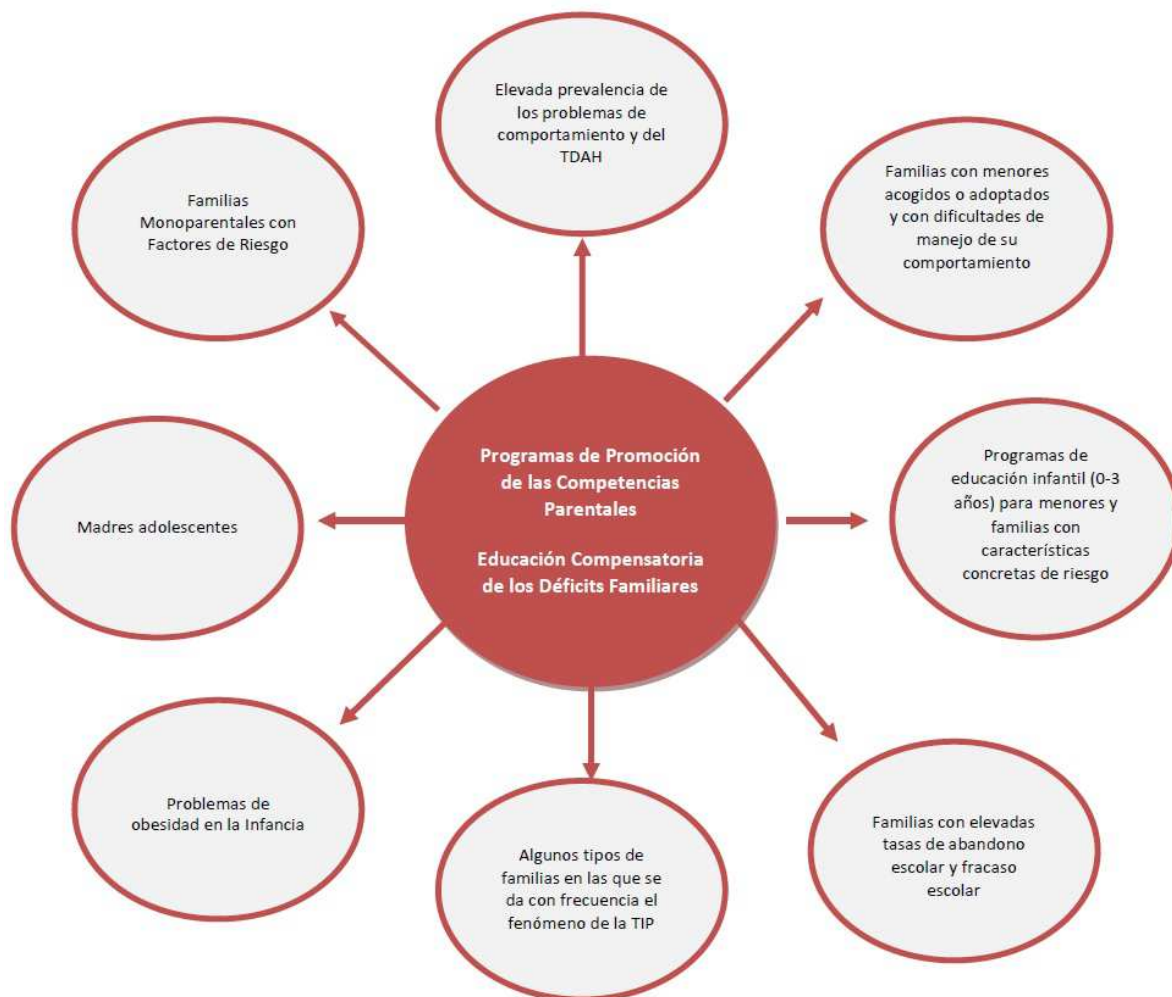 Elevada prevalencia de
los problemas de
comportamiento y del
TDAH
Familias con menores
acogidos o adoptados
y con dificultades de
manejo de su
comportamiento
Familias
Monoparentales con
Factores de Riesgo
Programas de Promoción
de las Competencias
Parentales
Educación Compensatoria
de los Déficits Familiares
Programas de
educación infantil (0-3
años) para menores y
familias con
características
concretas de riesgo
Madres adolescentes
Problemas de
obesidad en la Infancia
Algunos tipos de
familias en las que se
da con frecuencia el
fenómeno de la TIP
Familias con elevadas
tasas de abandono
escolar y fracaso
escolar